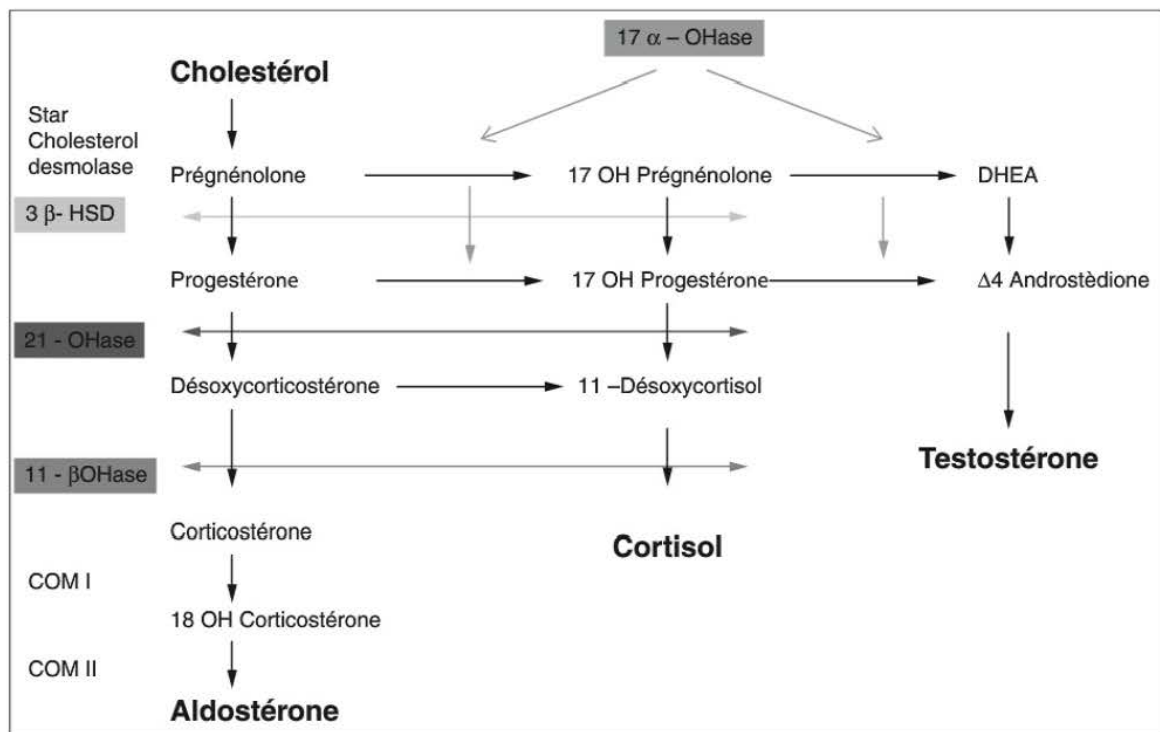 17 α – OHase
Cholestérol
Star
Cholesterol
desmolase
Prégnénolone
17 OH Prégnénolone
DHEA
3 β- HSD
Progestérone
17 OH Progestérone
Δ4 Androstèdione
21 - OHase
Désoxycorticostérone
11 –Désoxycortisol
11 - βOHase
Testostérone
Corticostérone
Cortisol
COM I
18 OH Corticostérone
COM II
Aldostérone